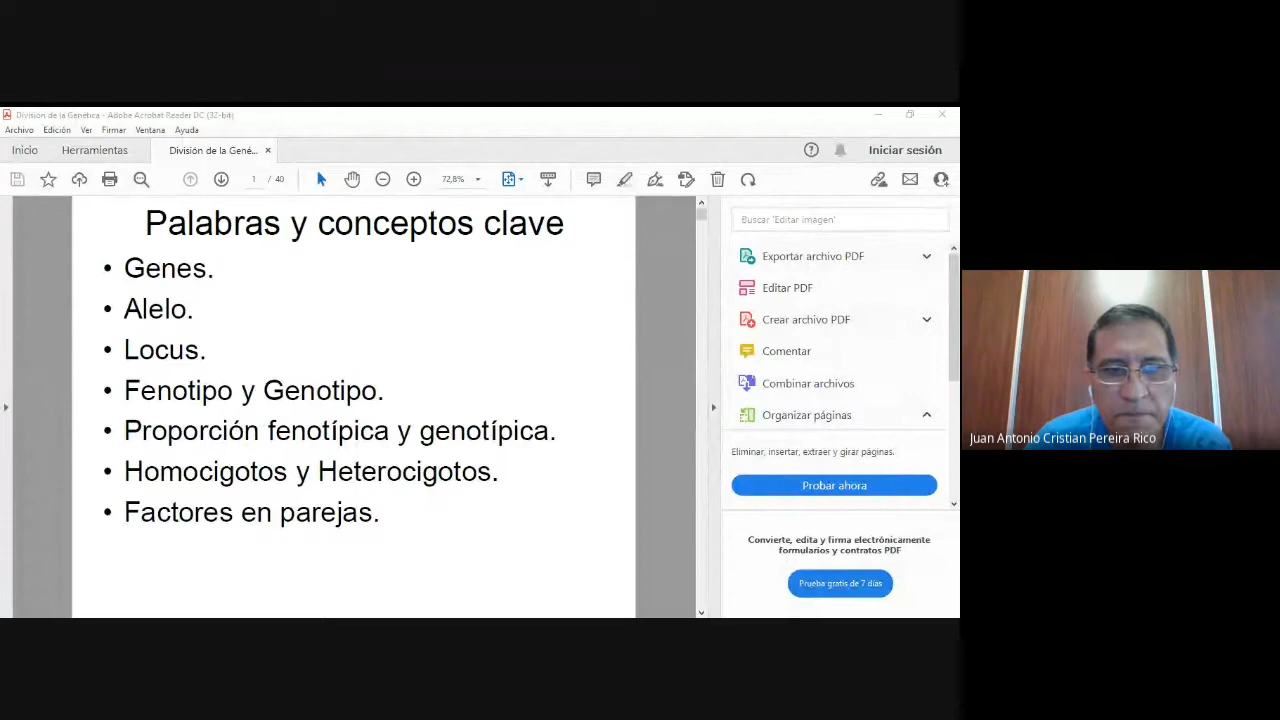 División de la Genética - Adobe Acrobat Reader DC (32-bit)
Archivo Edición Ver Firmar Ventana Ayuda
Inicio Herramientas División de la Gené... × Iniciar sesión
1 / 40 72,8%
Palabras y conceptos clave
• Genes.
• Alelo.
• Locus.
• Fenotipo y Genotipo.
• Proporción fenotípica y genotípica.
• Homocigotos y Heterocigotos.
• Factores en parejas.
Buscar 'Editar imagen'
Exportar archivo PDF
Editar PDF
Crear archivo PDF
Comentar
Combinar archivos
Organizar páginas
Eliminar, insertar, extraer y girar páginas.
Probar ahora
Convierte, edita y firma electrónicamente
formularios y contratos PDF
Prueba gratis de 7 días
Juan Antonio Cristian Pereira Rico